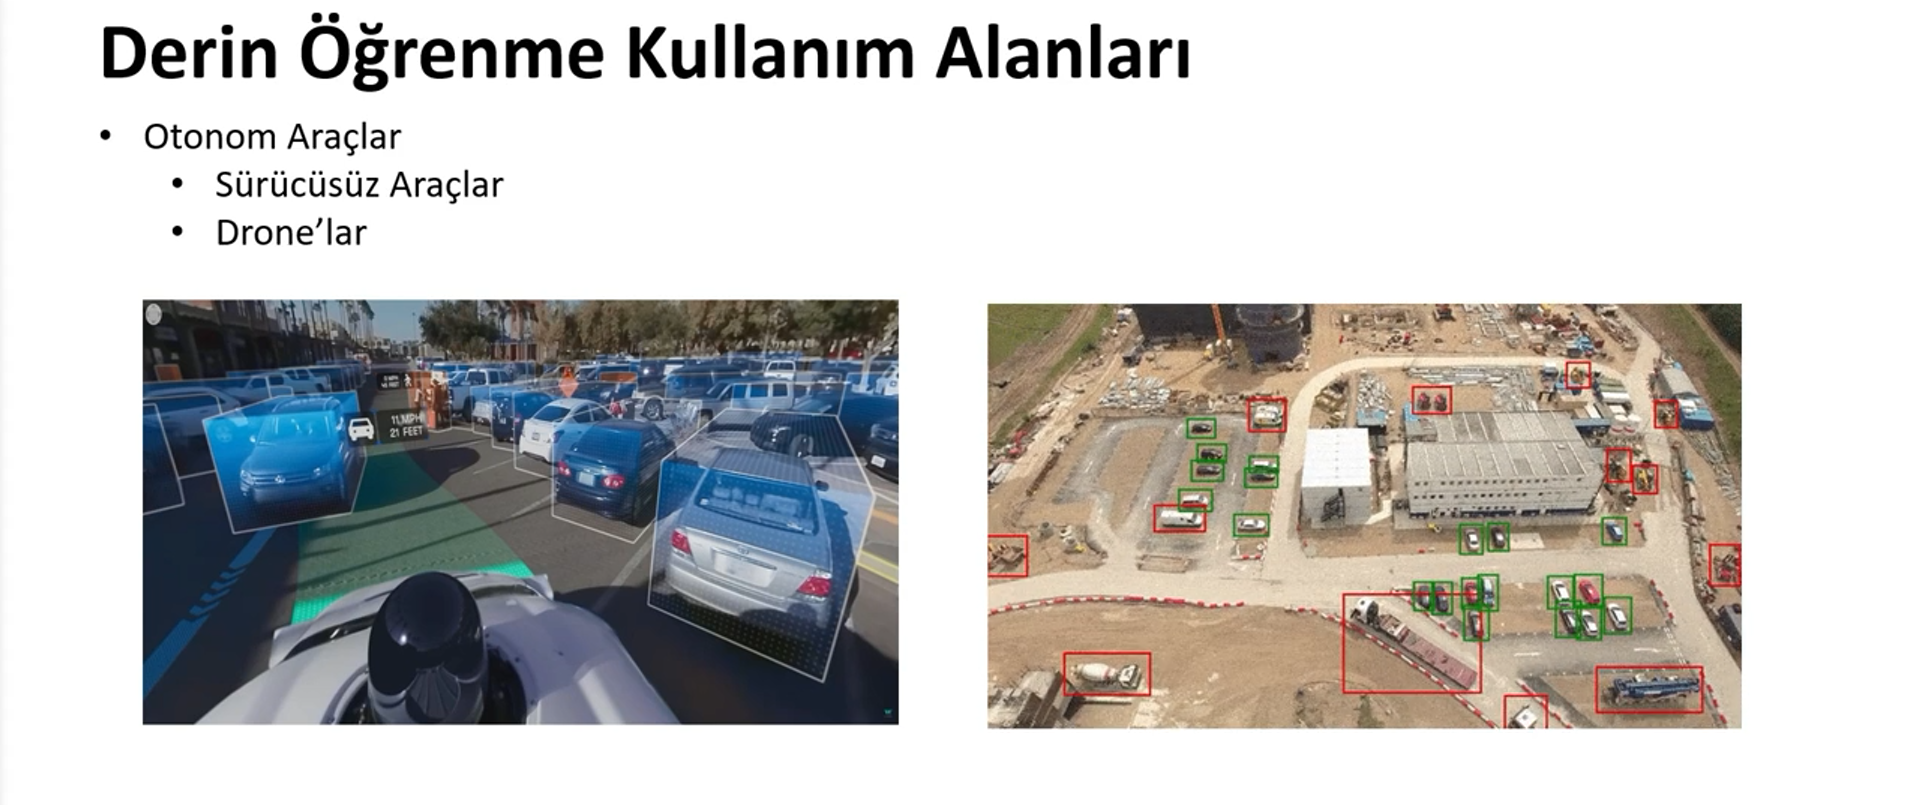 Derin Öğrenme Kullanım Alanları
• Otonom Araçlar
• Sürücüsüz Araçlar
• Drone’lar
11 MPH
21 FEET